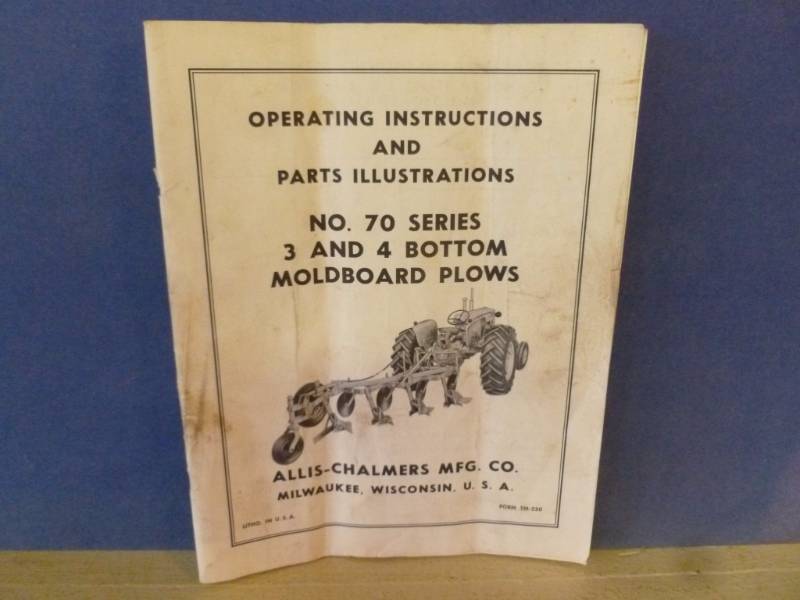 OPERATING INSTRUCTIONS
AND
PARTS ILLUSTRATIONS
NO. 70 SERIES
3 AND 4 BOTTOM
MOLDBOARD PLOWS
ALLIS-CHALMERS MFG. CO.
MILWAUKEE, WISCONSIN, U. S. A.
LITHO. IN U.S.A.
FORM